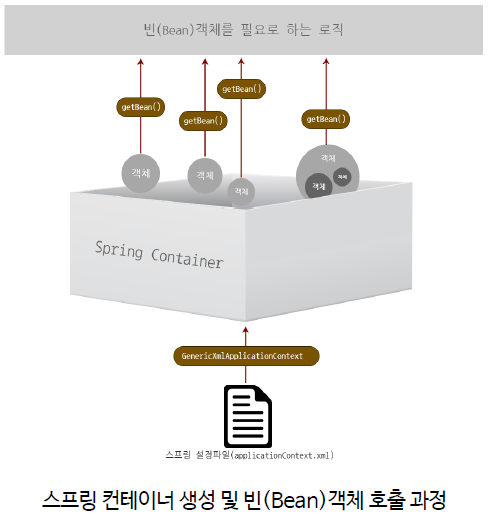 빈(Bean)객체를 필요로 하는 로직
getBean()
getBean()
getBean()
getBean()
객체
객체
객체
객체
객체
객체
Spring Container
GenericXmlApplicationContext
스프링 설정파일(applicationContext.xml)
스프링 컨테이너 생성 및 빈(Bean)객체 호출 과정